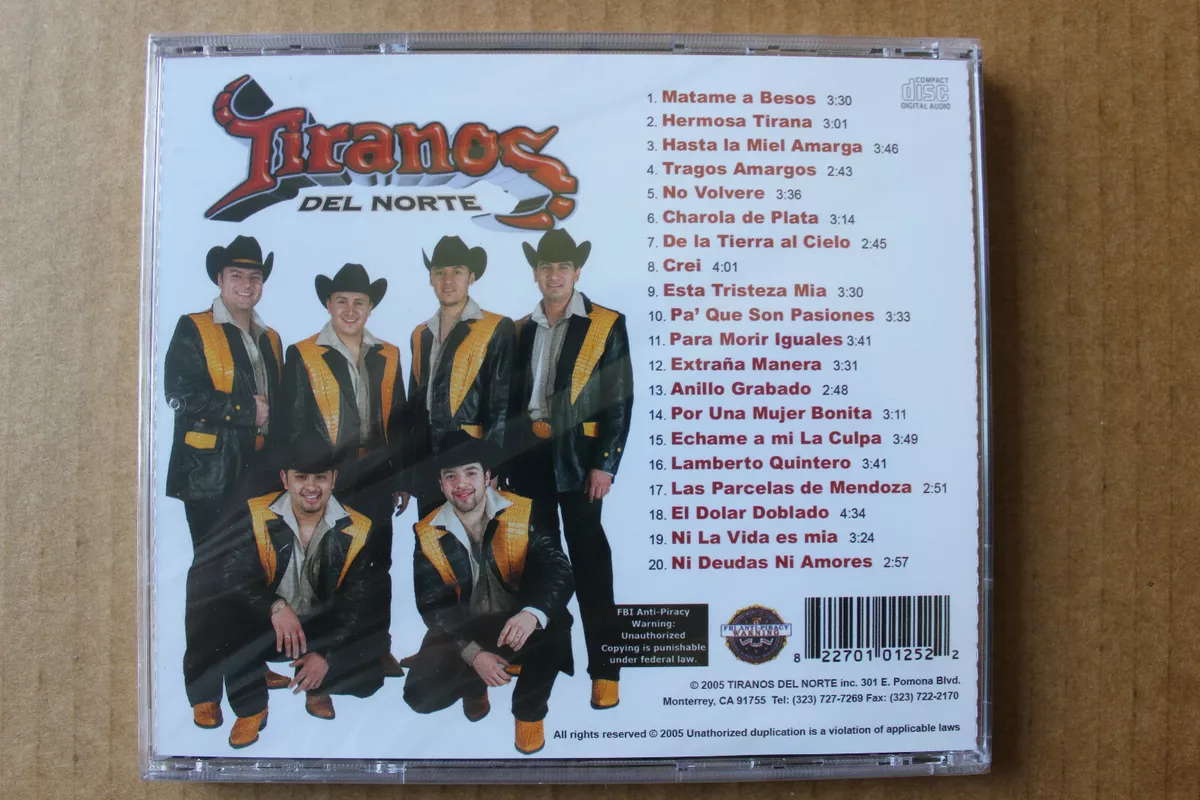 Tiranos
DEL NORTE
COMPACT
disc
DIGITAL AUDIO
1. Matame a Besos 3:30
2. Hermosa Tirana 3:01
3. Hasta la Miel Amarga 3:46
4. Tragos Amargos 2:43
5. No Volvere 3:36
6. Charola de Plata 3:14
7. De la Tierra al Cielo 2:45
8. Crei 4:01
9. Esta Tristeza Mia 3:30
10. Pa' Que Son Pasiones 3:33
11. Para Morir Iguales 3:41
12. Extraña Manera 3:31
13. Anillo Grabado 2:48
14. Por Una Mujer Bonita 3:11
15. Echame a mi La Culpa 3:49
16. Lamberto Quintero 3:41
17. Las Parcelas de Mendoza 2:51
18. El Dolar Doblado 4:34
19. Ni La Vida es mia 3:24
20. Ni Deudas Ni Amores 2:57
FBI Anti-Piracy
Warning:
Unauthorized
Copying is punishable
under federal law.
FBI ANTI-PIRACY
WARNING
8 22701 01252 2
© 2005 TIRANOS DEL NORTE inc. 301 E. Pomona Blvd.
Monterrey, CA 91755 Tel: (323) 727-7269 Fax: (323) 722-2170
All rights reserved © 2005 Unathorized duplication is a violation of applicable laws